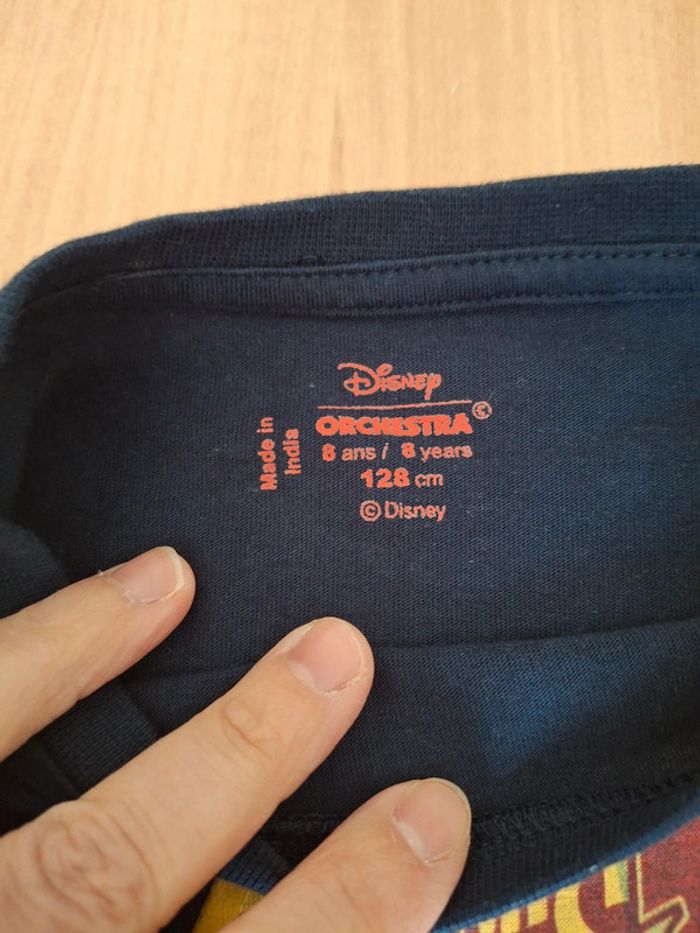 Disney
ORCHESTRA©
8 ans / 8 years
128 cm
© Disney
Made in
India